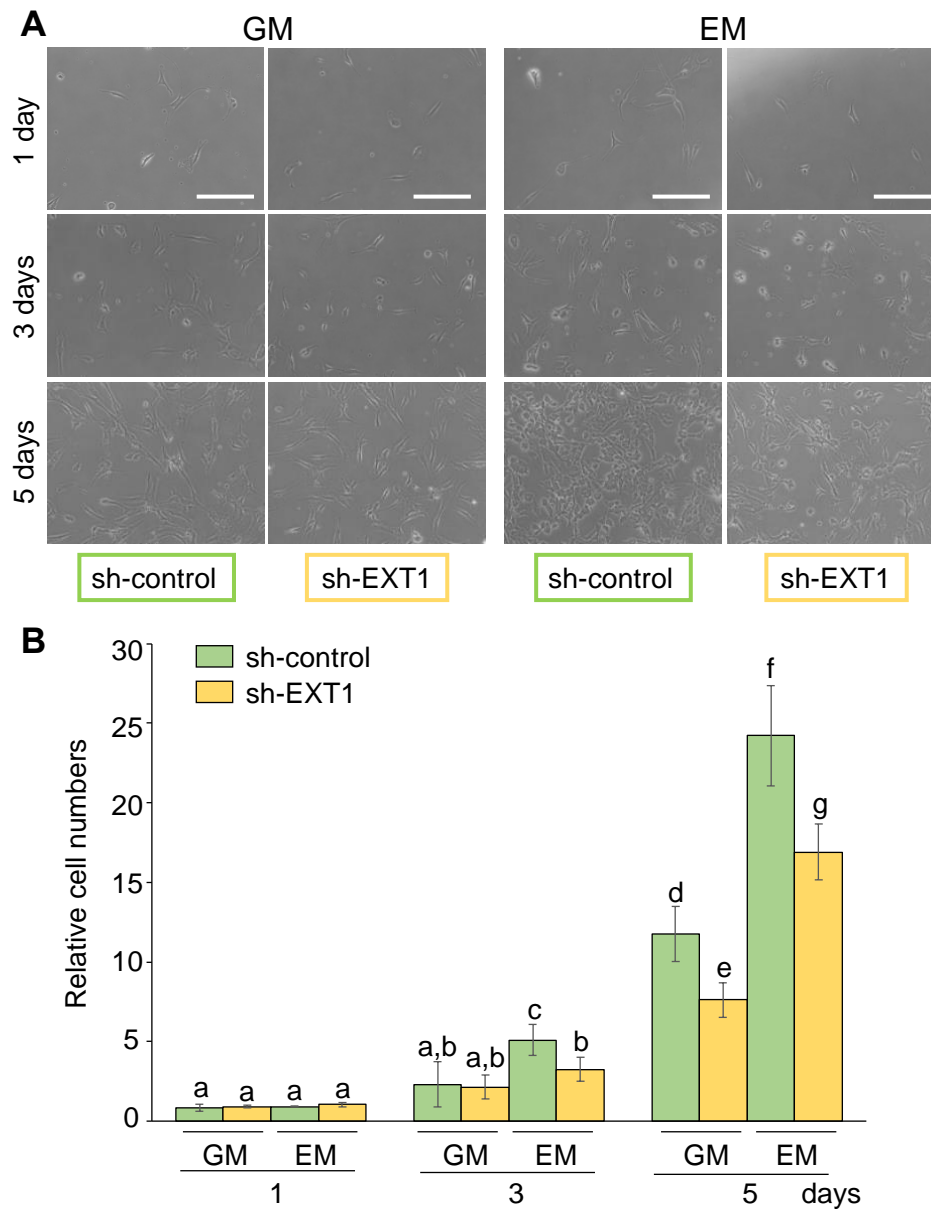 A
GM EM
1 day
3 days
5 days
sh-control sh-EXT1 sh-control sh-EXT1
B
sh-control
sh-EXT1
Relative cell numbers
30
25
20
15
10
5
0
a a a a
a,b a,b c b
d e f g
GM EM GM EM GM EM
1 3 5 days